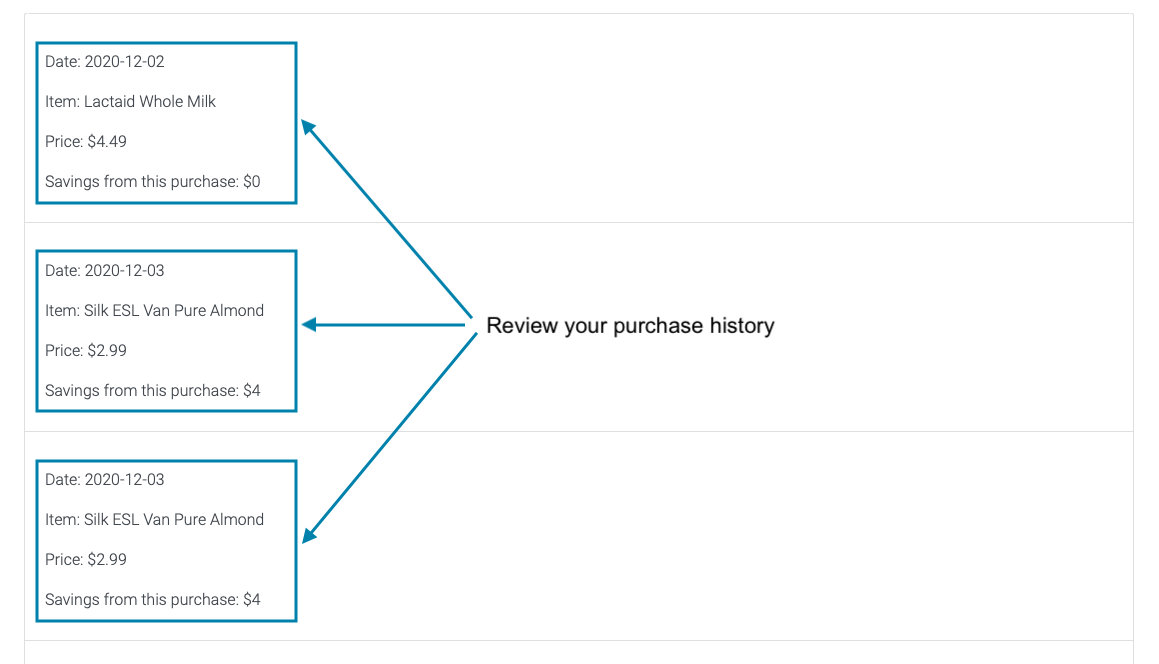 Date: 2020-12-02
Item: Lactaid Whole Milk
Price: $4.49
Savings from this purchase: $0
Date: 2020-12-03
Item: Silk ESL Van Pure Almond
Price: $2.99
Savings from this purchase: $4
Review your purchase history
Date: 2020-12-03
Item: Silk ESL Van Pure Almond
Price: $2.99
Savings from this purchase: $4